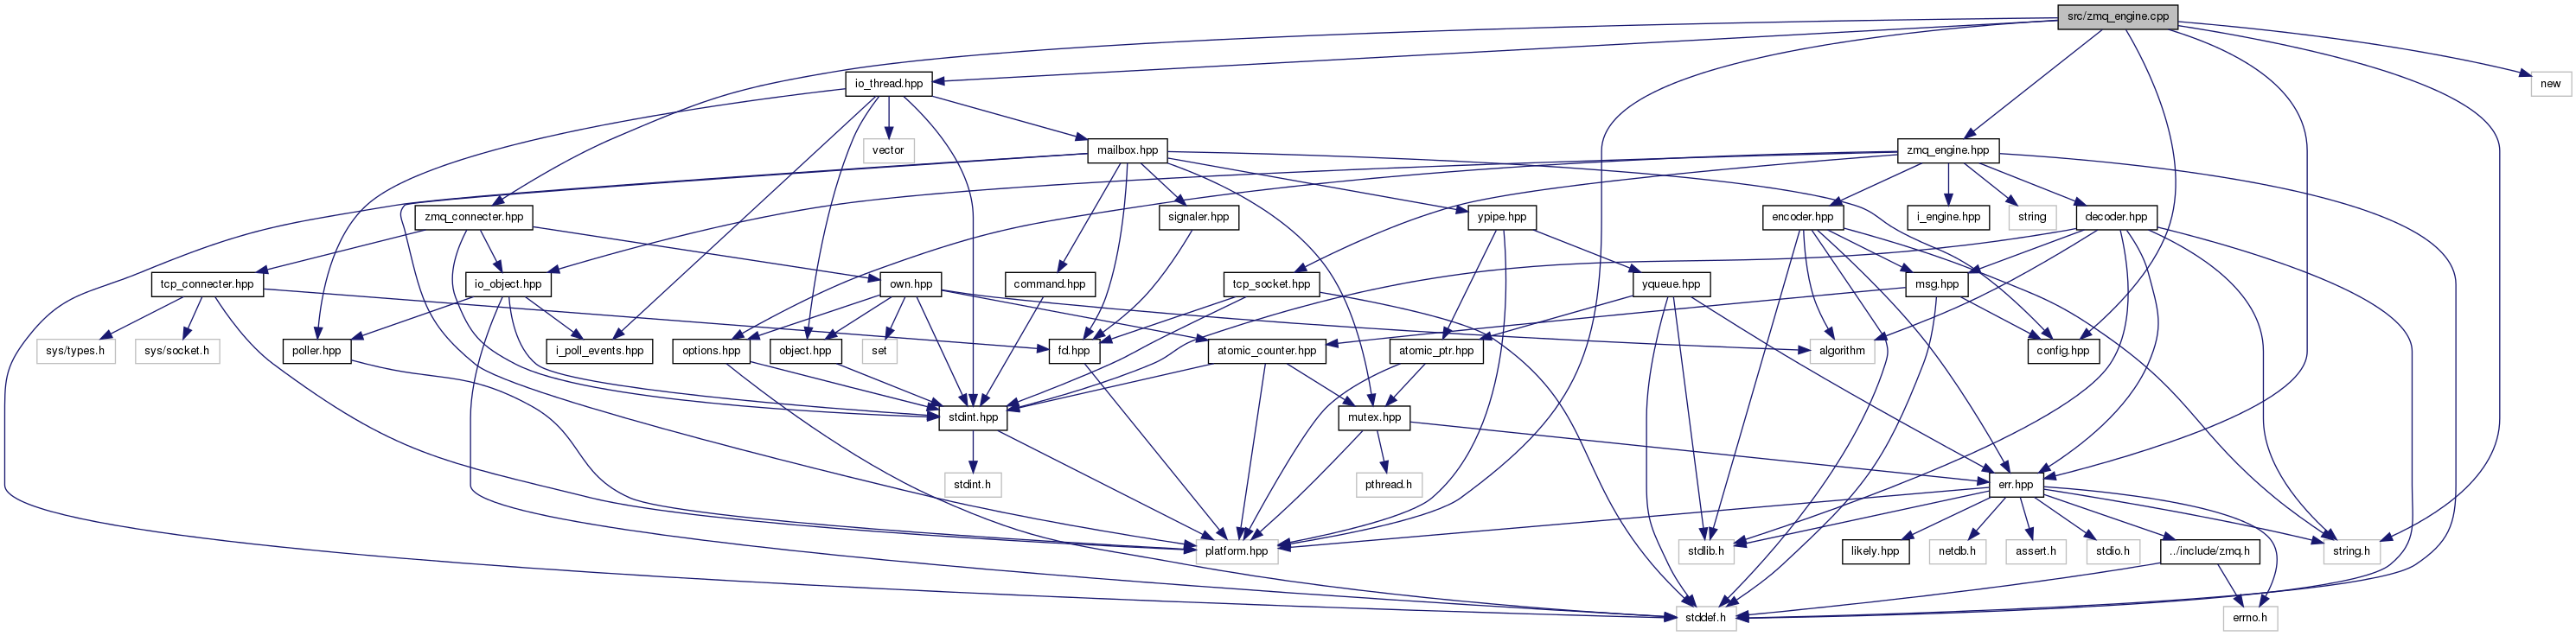 src/zmq_engine.cpp
io_thread.hpp
new
vector
mailbox.hpp
zmq_engine.hpp
zmq_connecter.hpp
signaler.hpp
ypipe.hpp
encoder.hpp
i_engine.hpp
string
decoder.hpp
tcp_connecter.hpp
io_object.hpp
own.hpp
command.hpp
tcp_socket.hpp
yqueue.hpp
msg.hpp
sys/types.h
sys/socket.h
poller.hpp
i_poll_events.hpp
options.hpp
object.hpp
set
fd.hpp
atomic_counter.hpp
atomic_ptr.hpp
algorithm
config.hpp
stdint.hpp
mutex.hpp
stdint.h
pthread.h
err.hpp
platform.hpp
stdlib.h
likely.hpp
netdb.h
assert.h
stdio.h
../include/zmq.h
string.h
stddef.h
errno.h